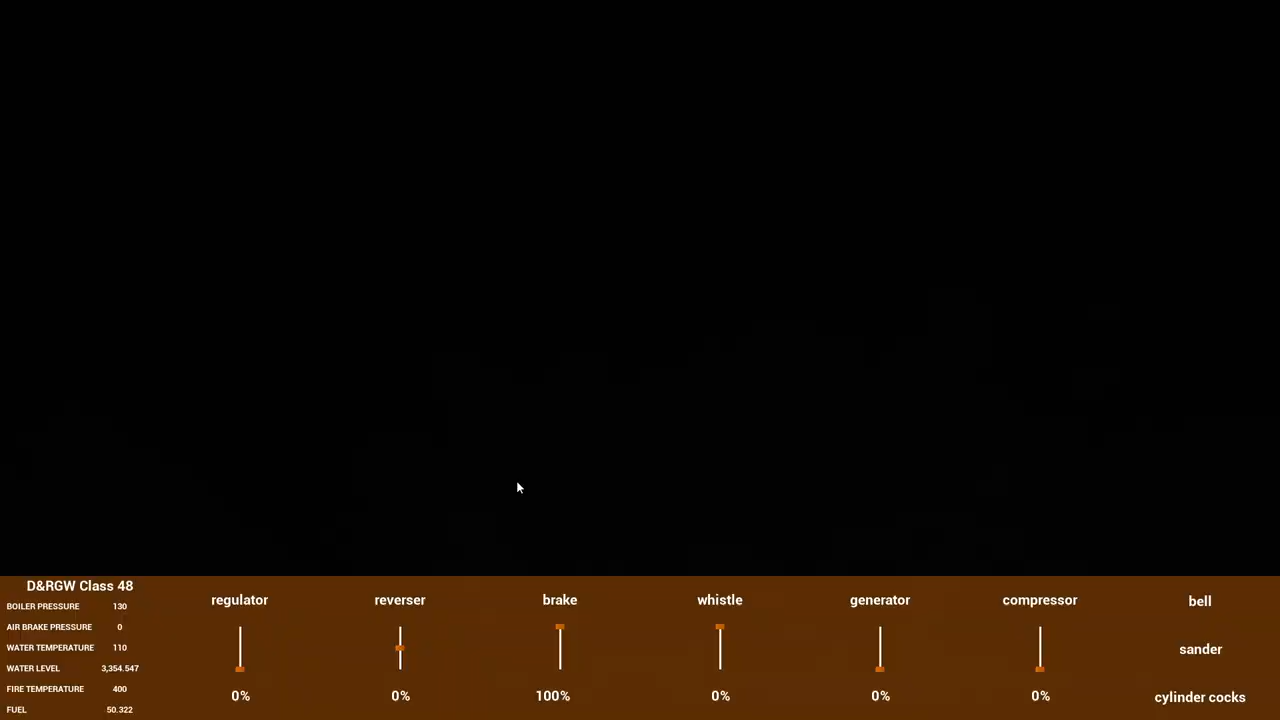 D&RGW Class 48
BOILER PRESSURE 130
AIR BRAKE PRESSURE 0
WATER TEMPERATURE 110
WATER LEVEL 3,354.547
FIRE TEMPERATURE 400
FUEL 50.322
regulator
0%
reverser
0%
brake
100%
whistle
0%
generator
0%
compressor
0%
bell
sander
cylinder cocks